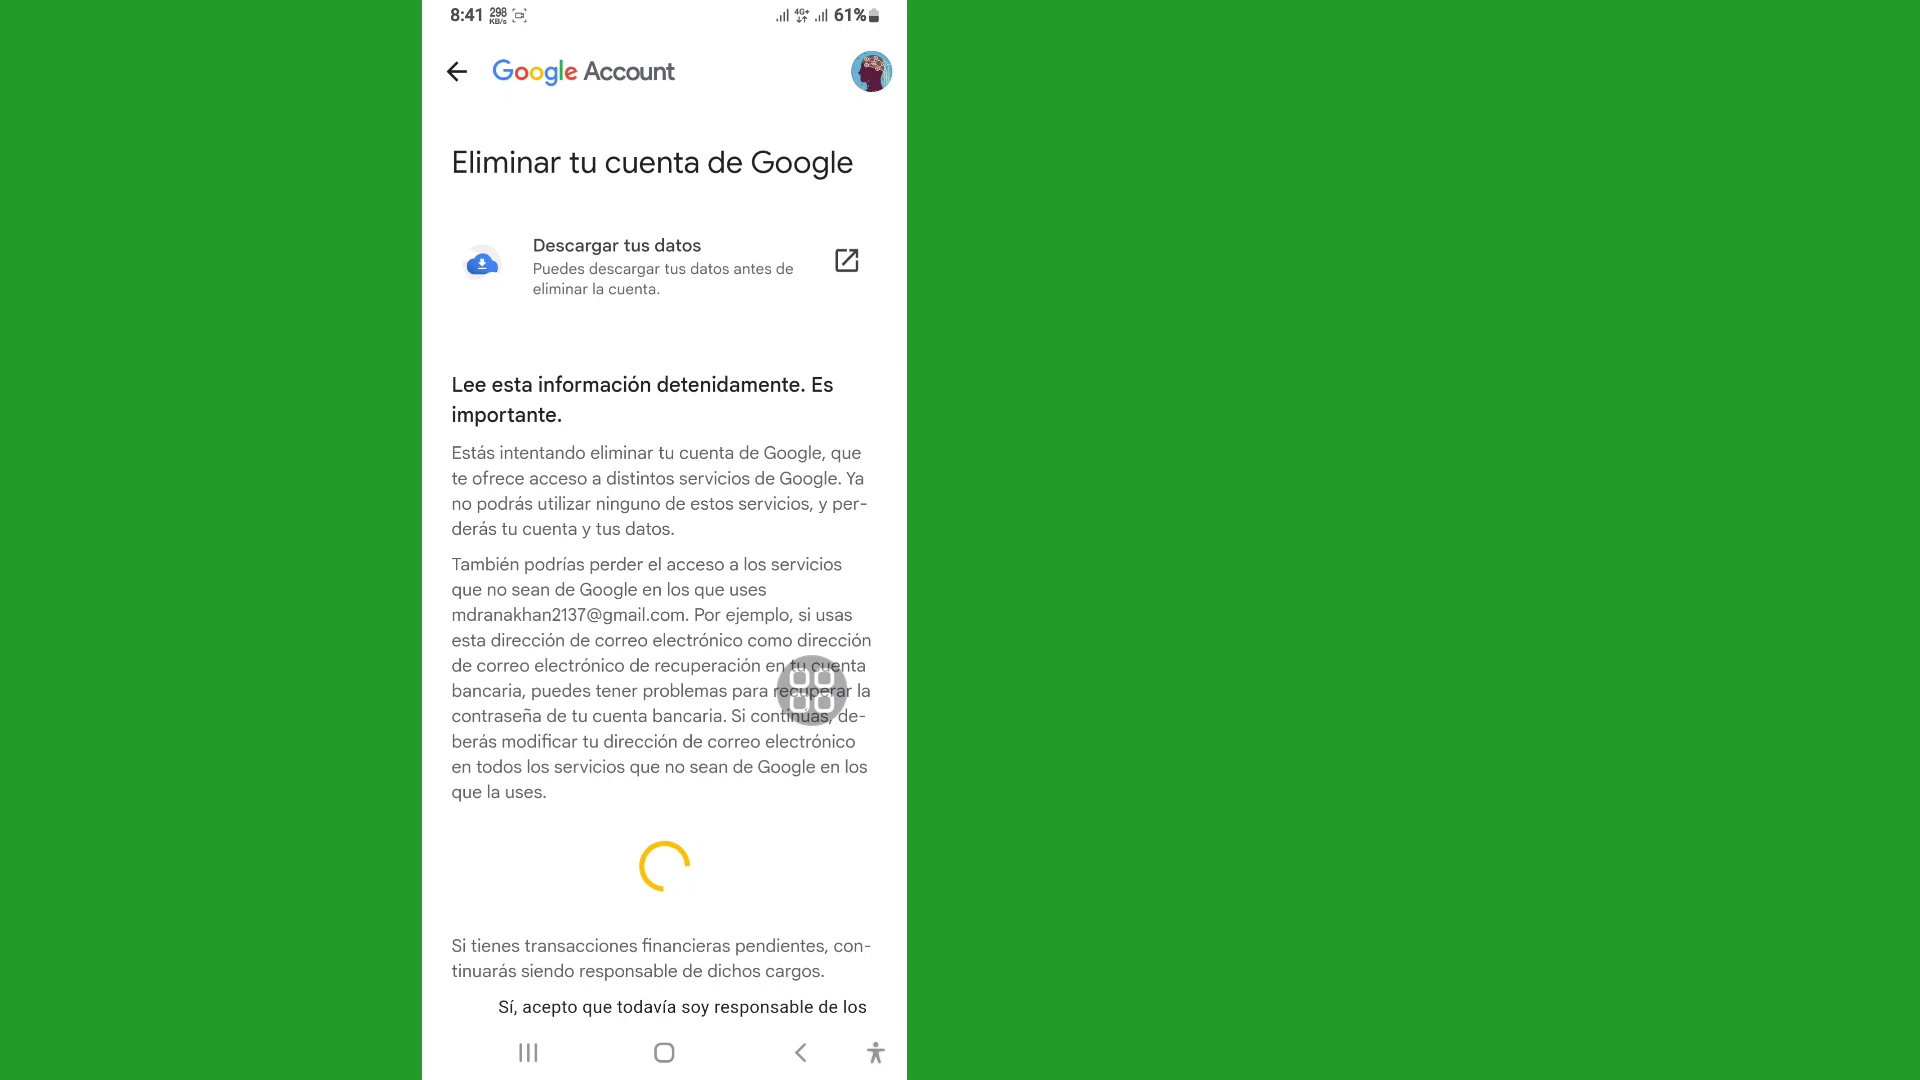 8:41 298 KB/s 4G+ 61%
Google Account
Eliminar tu cuenta de Google
Descargar tus datos
Puedes descargar tus datos antes de
eliminar la cuenta.
Lee esta información detenidamente. Es
importante.
Estás intentando eliminar tu cuenta de Google, que
te ofrece acceso a distintos servicios de Google. Ya
no podrás utilizar ninguno de estos servicios, y per-
derás tu cuenta y tus datos.
También podrías perder el acceso a los servicios
que no sean de Google en los que uses
mdranakhan2137@gmail.com. Por ejemplo, si usas
esta dirección de correo electrónico como dirección
de correo electrónico de recuperación en tu cuenta
bancaria, puedes tener problemas para recuperar la
contraseña de tu cuenta bancaria. Si continúas, de-
berás modificar tu dirección de correo electrónico
en todos los servicios que no sean de Google en los
que la uses.
Si tienes transacciones financieras pendientes, con-
tinuarás siendo responsable de dichos cargos.
Sí, acepto que todavía soy responsable de los